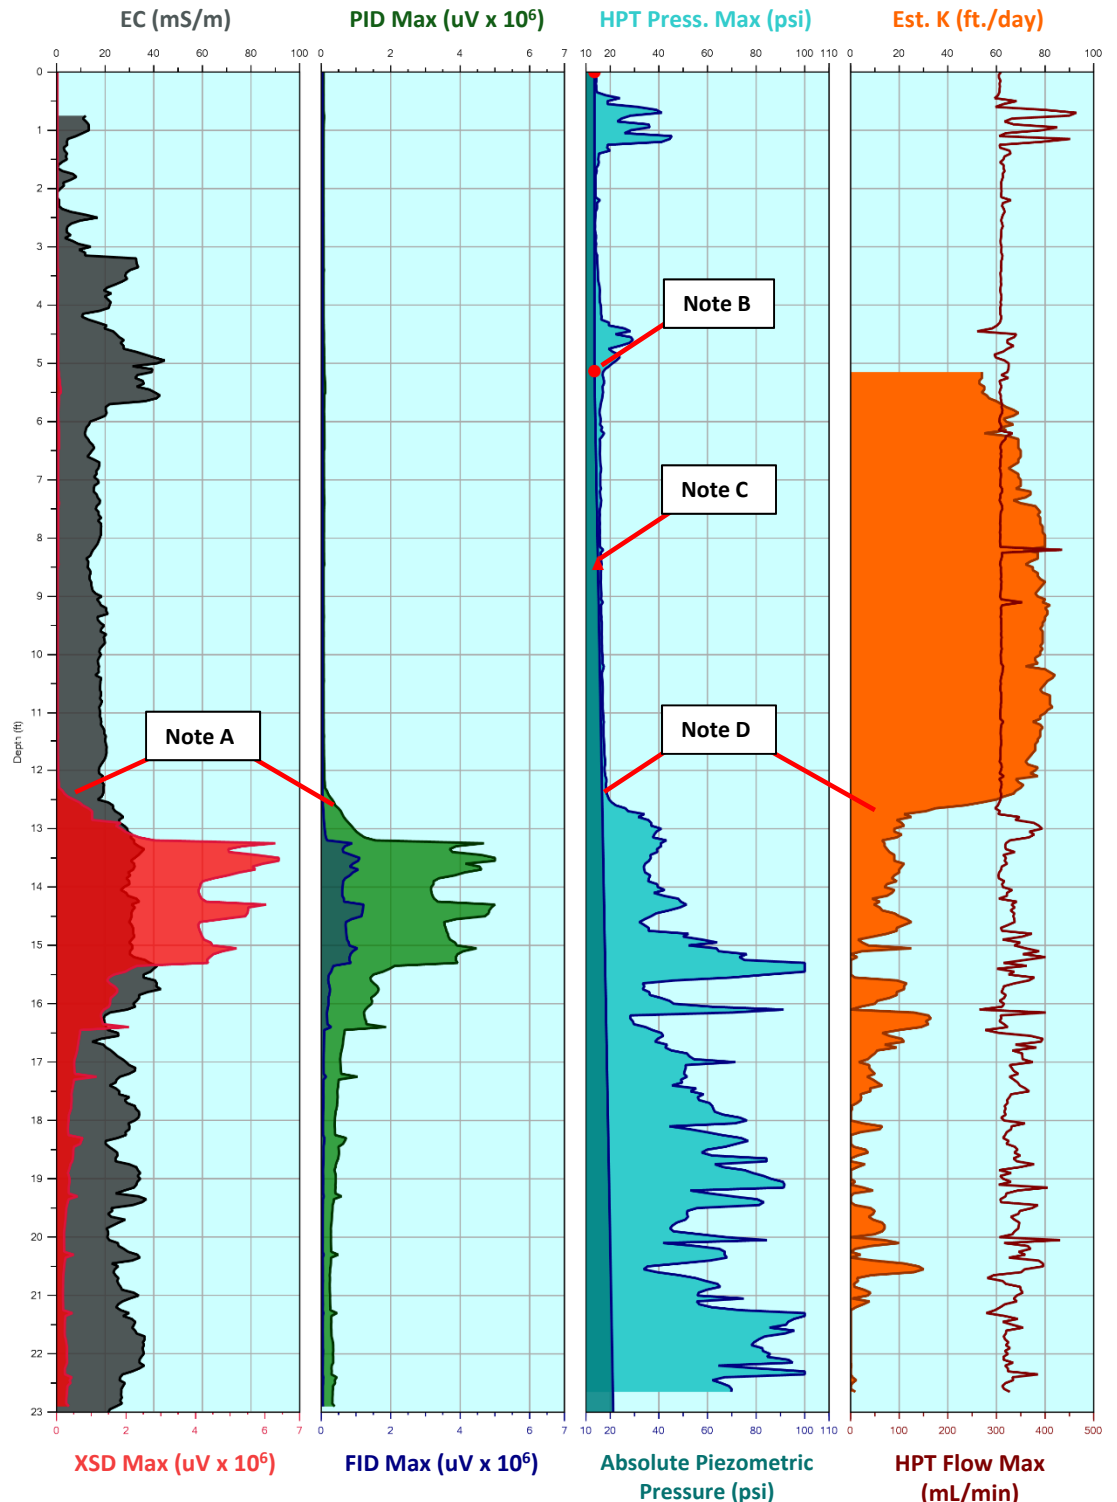 EC (mS/m) PID Max (uV x 10⁶) HPT Press. Max (psi) Est. K (ft./day)
0 20 40 60 80 100 0 2 4 6 7 10 20 40 60 80 100 110 0 20 40 60 80 100
0
1
2
3
Note B
4
5
6
7
Note C
8
9
10
11
Depth (ft)
Note A
Note D
12
13
14
15
16
17
18
19
20
21
22
23
0 2 4 6 7 0 2 4 6 7 10 20 40 60 80 100 110 0 100 200 300 400 500
XSD Max (uV x 10⁶) FID Max (uV x 10⁶) Absolute Piezometric HPT Flow Max
Pressure (psi) (mL/min)